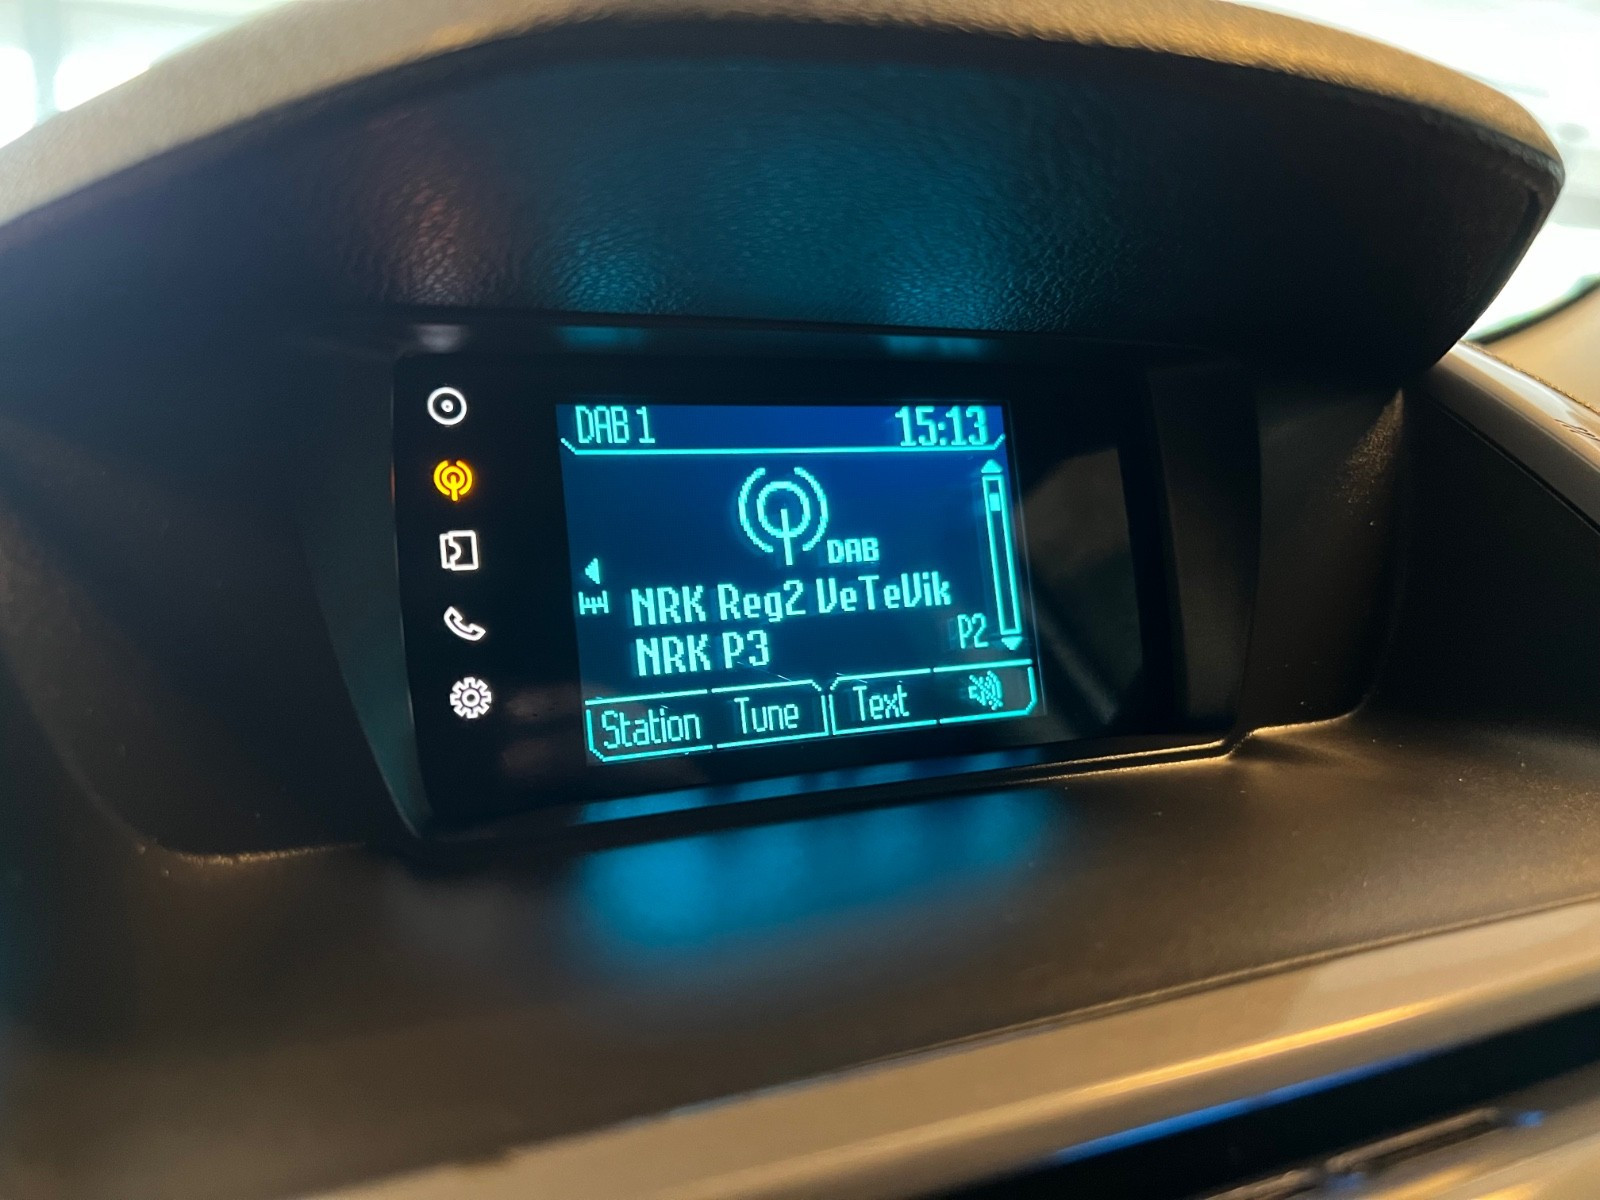 DAB 1 15:13
DAB
NRK Reg2 VeTeVik
NRK P3 P2
Station Tune Text